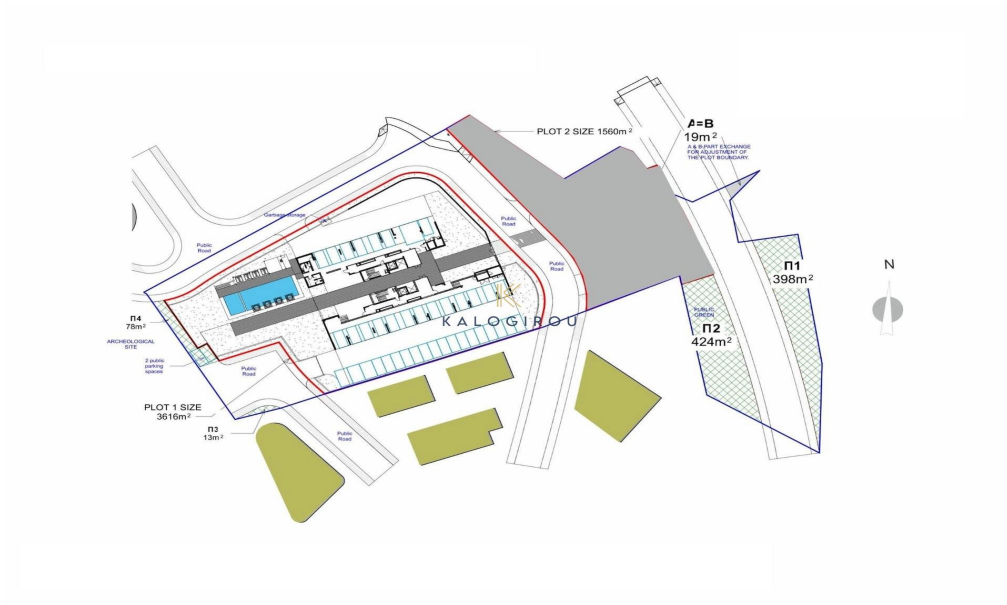 PLOT 2 SIZE 1560m²
A=B
19m²
A & B PART EXCHANGE
FOR ADJUSTMENT OF
THE PLOT BOUNDARY.
Garbage Storage
Public
Road
Public
Road
Public
Road
Π1
398m²
N
Π4
78m²
KALOGIROU
PUBLIC
GREEN
Π2
424m²
ARCHEOLOGICAL
SITE
2 public
parking
spaces
Public
Road
PLOT 1 SIZE
3616m²
Π3
13m²
Public
Road